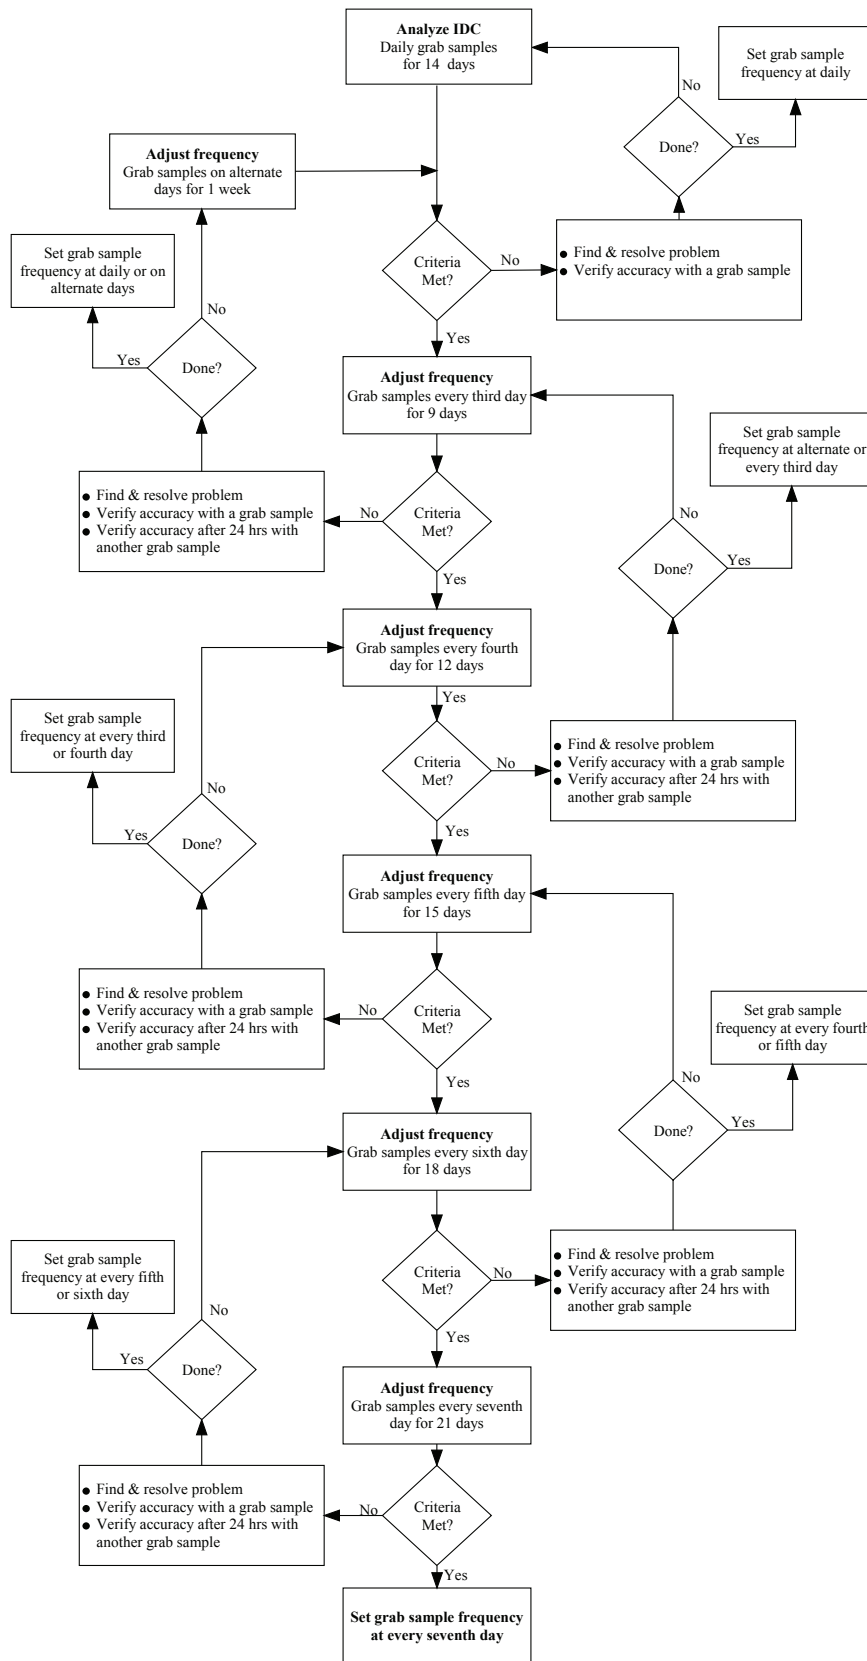 Analyze IDC
Daily grab samples
for 14 days
No
Set grab sample
frequency at daily
Done?
Yes
Adjust frequency
Grab samples on alternate
days for 1 week
● Find & resolve problem
● Verify accuracy with a grab sample
Criteria
Met?
No
Yes
Set grab sample
frequency at daily or on
alternate days
No
Done?
Yes
Adjust frequency
Grab samples every third day
for 9 days
Set grab sample
frequency at alternate or
every third day
No
Done?
Yes
● Find & resolve problem
● Verify accuracy with a grab sample
● Verify accuracy after 24 hrs with
another grab sample
No
Criteria
Met?
Yes
Adjust frequency
Grab samples every fourth
day for 12 days
Yes
Set grab sample
frequency at every third
or fourth day
No
Done?
Yes
Criteria
Met?
No
● Find & resolve problem
● Verify accuracy with a grab sample
● Verify accuracy after 24 hrs with
another grab sample
Yes
Adjust frequency
Grab samples every fifth day
for 15 days
● Find & resolve problem
● Verify accuracy with a grab sample
● Verify accuracy after 24 hrs with
another grab sample
No
Criteria
Met?
Set grab sample
frequency at every fourth
or fifth day
No
Done?
Yes
Yes
Adjust frequency
Grab samples every sixth day
for 18 days
Set grab sample
frequency at every fifth
or sixth day
No
Done?
Yes
Criteria
Met?
No
● Find & resolve problem
● Verify accuracy with a grab sample
● Verify accuracy after 24 hrs with
another grab sample
Yes
Adjust frequency
Grab samples every seventh
day for 21 days
● Find & resolve problem
● Verify accuracy with a grab sample
● Verify accuracy after 24 hrs with
another grab sample
No
Criteria
Met?
Yes
Set grab sample frequency
at every seventh day